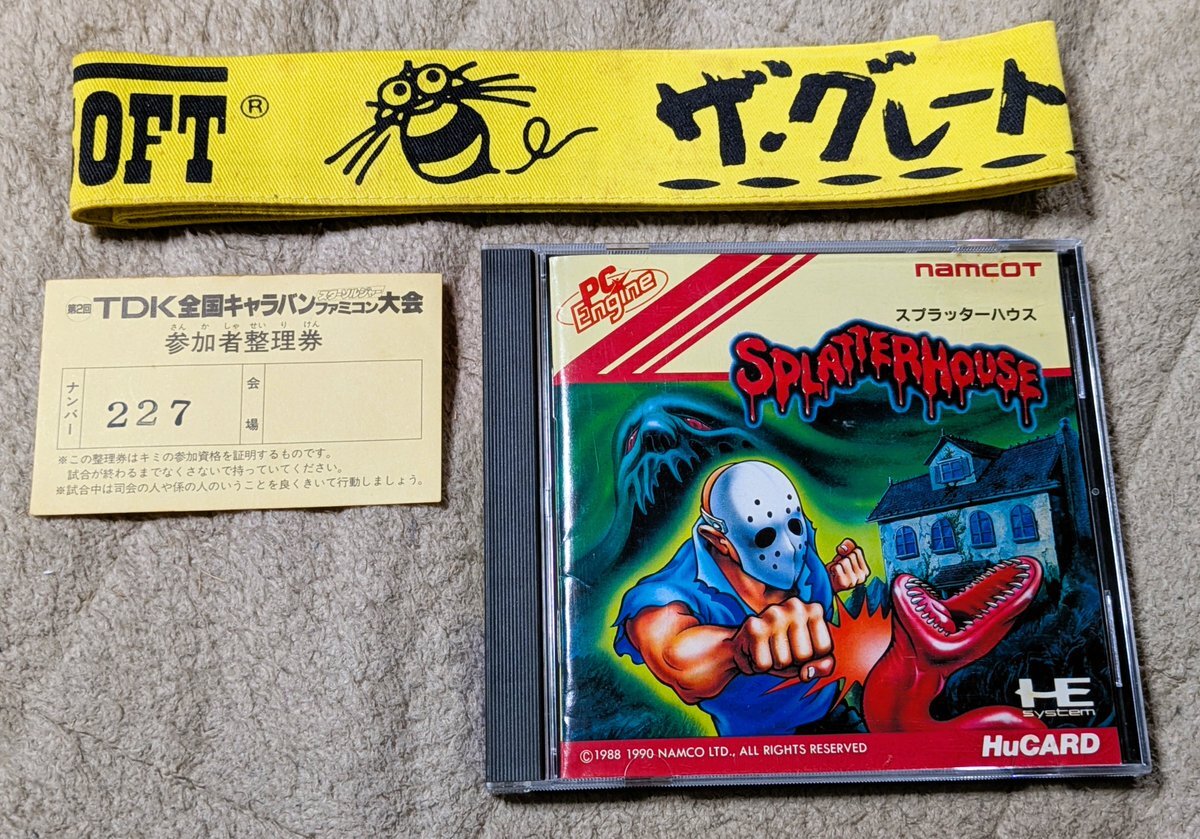 OFT®
ザ・グレート
第2回 TDK全国キャラバンスターソルジャーファミコン大会
さんかしゃせいりけん
参加者整理券
ナンバー 227 会場
※この整理券はキミの参加資格を証明するものです。
試合が終わるまでなくさないで持っていてください。
※試合中は司会の人や係の人のいうことを良くきいて行動しましょう。
PC Engine
namcot
スプラッターハウス
SPLATTERHOUSE
HE
system
©1988 1990 NAMCO LTD., ALL RIGHTS RESERVED
HuCARD